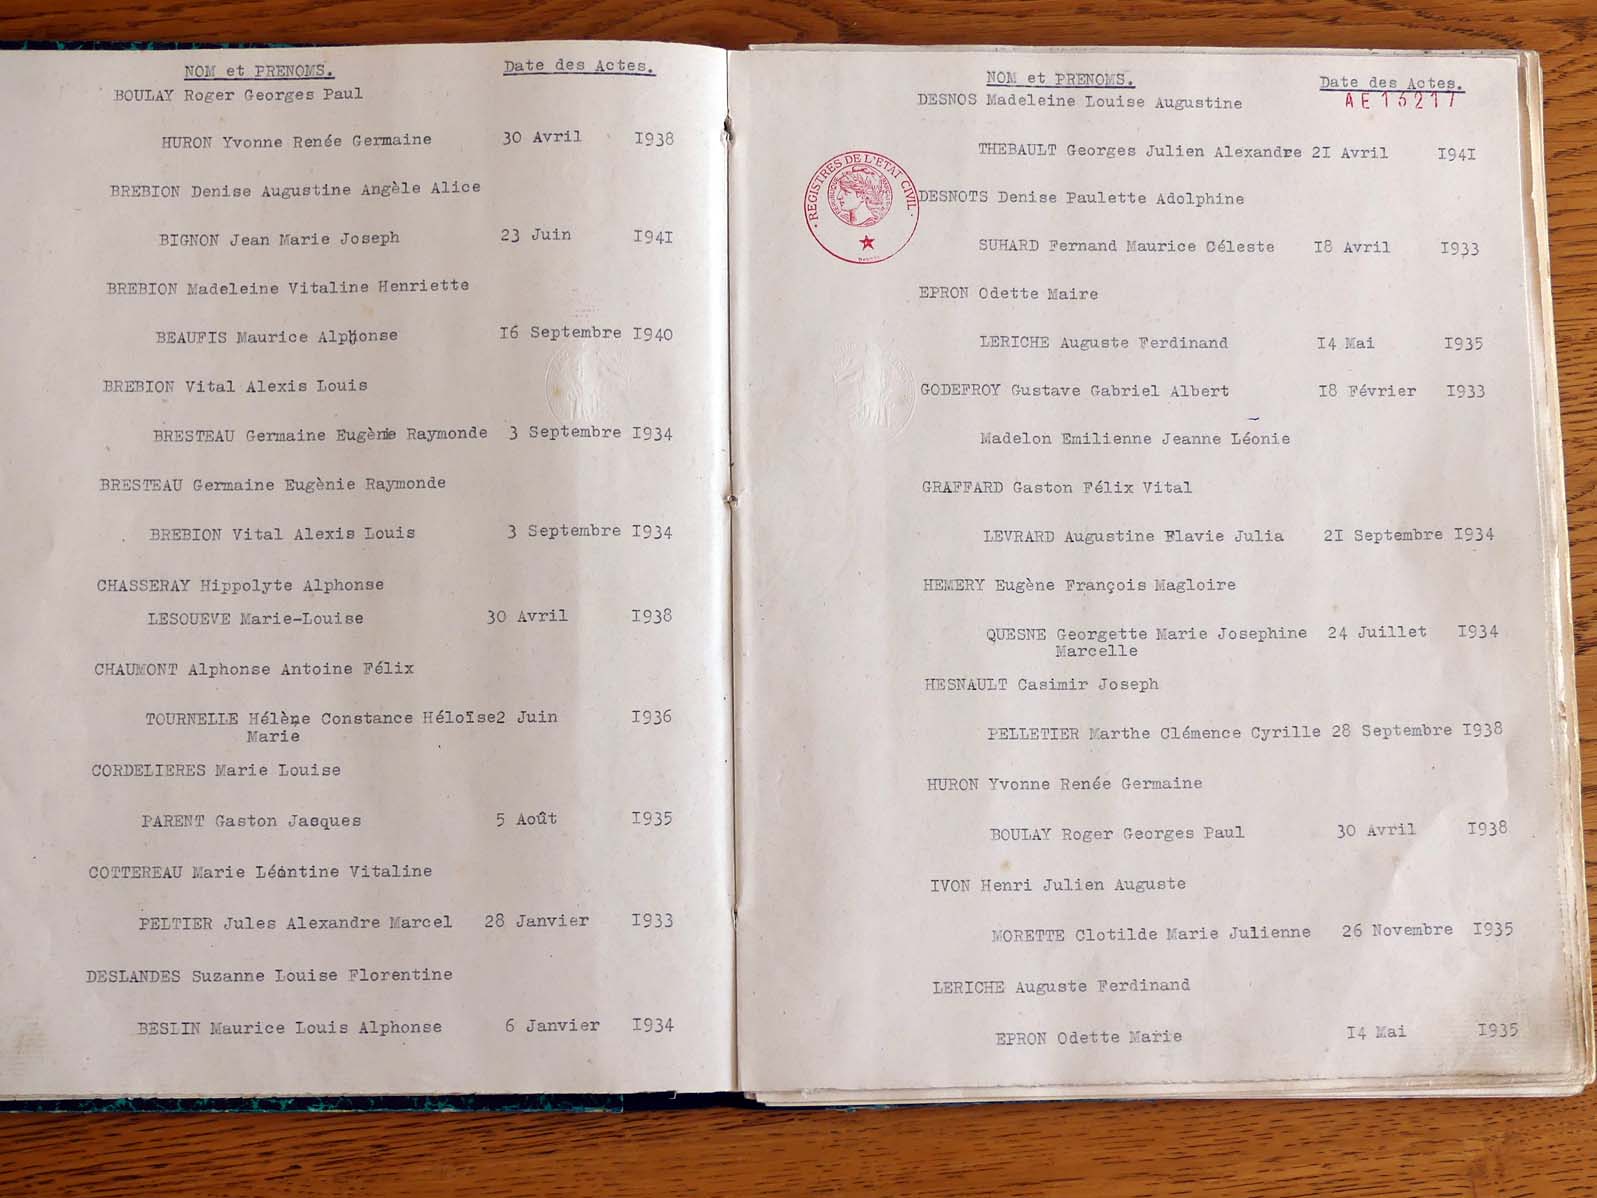 NOM et PRENOMS. Date des Actes.
BOULAY Roger Georges Paul
HURON Yvonne Renée Germaine 30 Avril 1938
BREBION Denise Augustine Angèle Alice
BIGNON Jean Marie Joseph 23 Juin 1941
BREBION Madeleine Vitaline Henriette
BEAUFIS Maurice Alphonse 16 Septembre 1940
BREBION Vital Alexis Louis
BRESTEAU Germaine Eugènie Raymonde 3 Septembre 1934
BRESTEAU Germaine Eugènie Raymonde
BREBION Vital Alexis Louis 3 Septembre 1934
CHASSERAY Hippolyte Alphonse
LESOUEVE Marie-Louise 30 Avril 1938
CHAUMONT Alphonse Antoine Félix
TOURNELLE Hélène Constance Héloïse2 Juin 1936
Marie
CORDELIERES Marie Louise
PARENT Gaston Jacques 5 Août 1935
COTTEREAU Marie Léontine Vitaline
PELTIER Jules Alexandre Marcel 28 Janvier 1933
DESLANDES Suzanne Louise Florentine
BESLIN Maurice Louis Alphonse 6 Janvier 1934
NOM et PRENOMS. Date des Actes.
DESNOS Madeleine Louise Augustine AE 15217
THEBAULT Georges Julien Alexandre 21 Avril 1941
REGISTRES DE L'ETAT CIVIL
REPUBLIQUE FRANÇAISE
DESNOTS Denise Paulette Adolphine
SUHARD Fernand Maurice Céleste 18 Avril 1933
EPRON Odette Maire
LERICHE Auguste Ferdinand 14 Mai 1935
GODEFROY Gustave Gabriel Albert 18 Février 1933
Madelon Emilienne Jeanne Léonie
GRAFFARD Gaston Félix Vital
LEVRARD Augustine Flavie Julia 21 Septembre 1934
HEMERY Eugène François Magloire
QUESNE Georgette Marie Josephine 24 Juillet 1934
Marcelle
HESNAULT Casimir Joseph
PELLETIER Marthe Clémence Cyrille 28 Septembre 1938
HURON Yvonne Renée Germaine
BOULAY Roger Georges Paul 30 Avril 1938
IVON Henri Julien Auguste
MORETTE Clotilde Marie Julienne 26 Novembre 1935
LERICHE Auguste Ferdinand
EPRON Odette Marie 14 Mai 1935